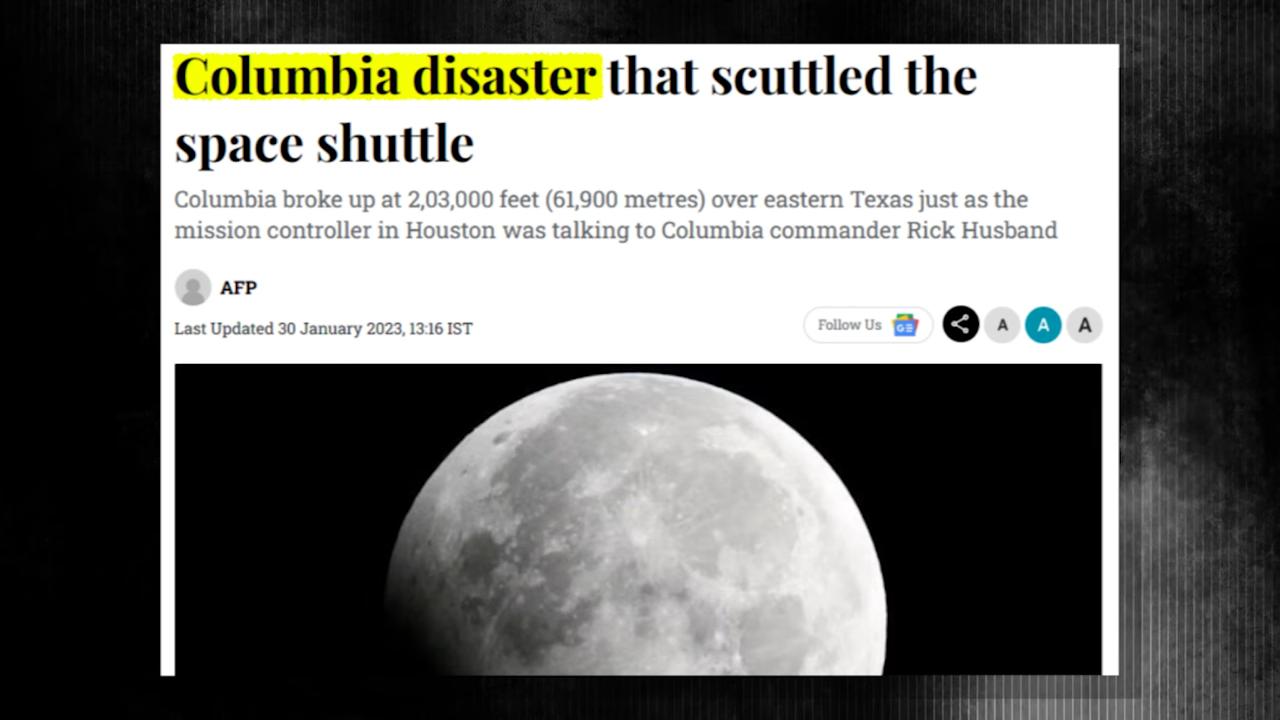 Columbia disaster that scuttled the
space shuttle
Columbia broke up at 2,03,000 feet (61,900 metres) over eastern Texas just as the
mission controller in Houston was talking to Columbia commander Rick Husband
AFP
Last Updated 30 January 2023, 13:16 IST
Follow Us
GE
A
A
A